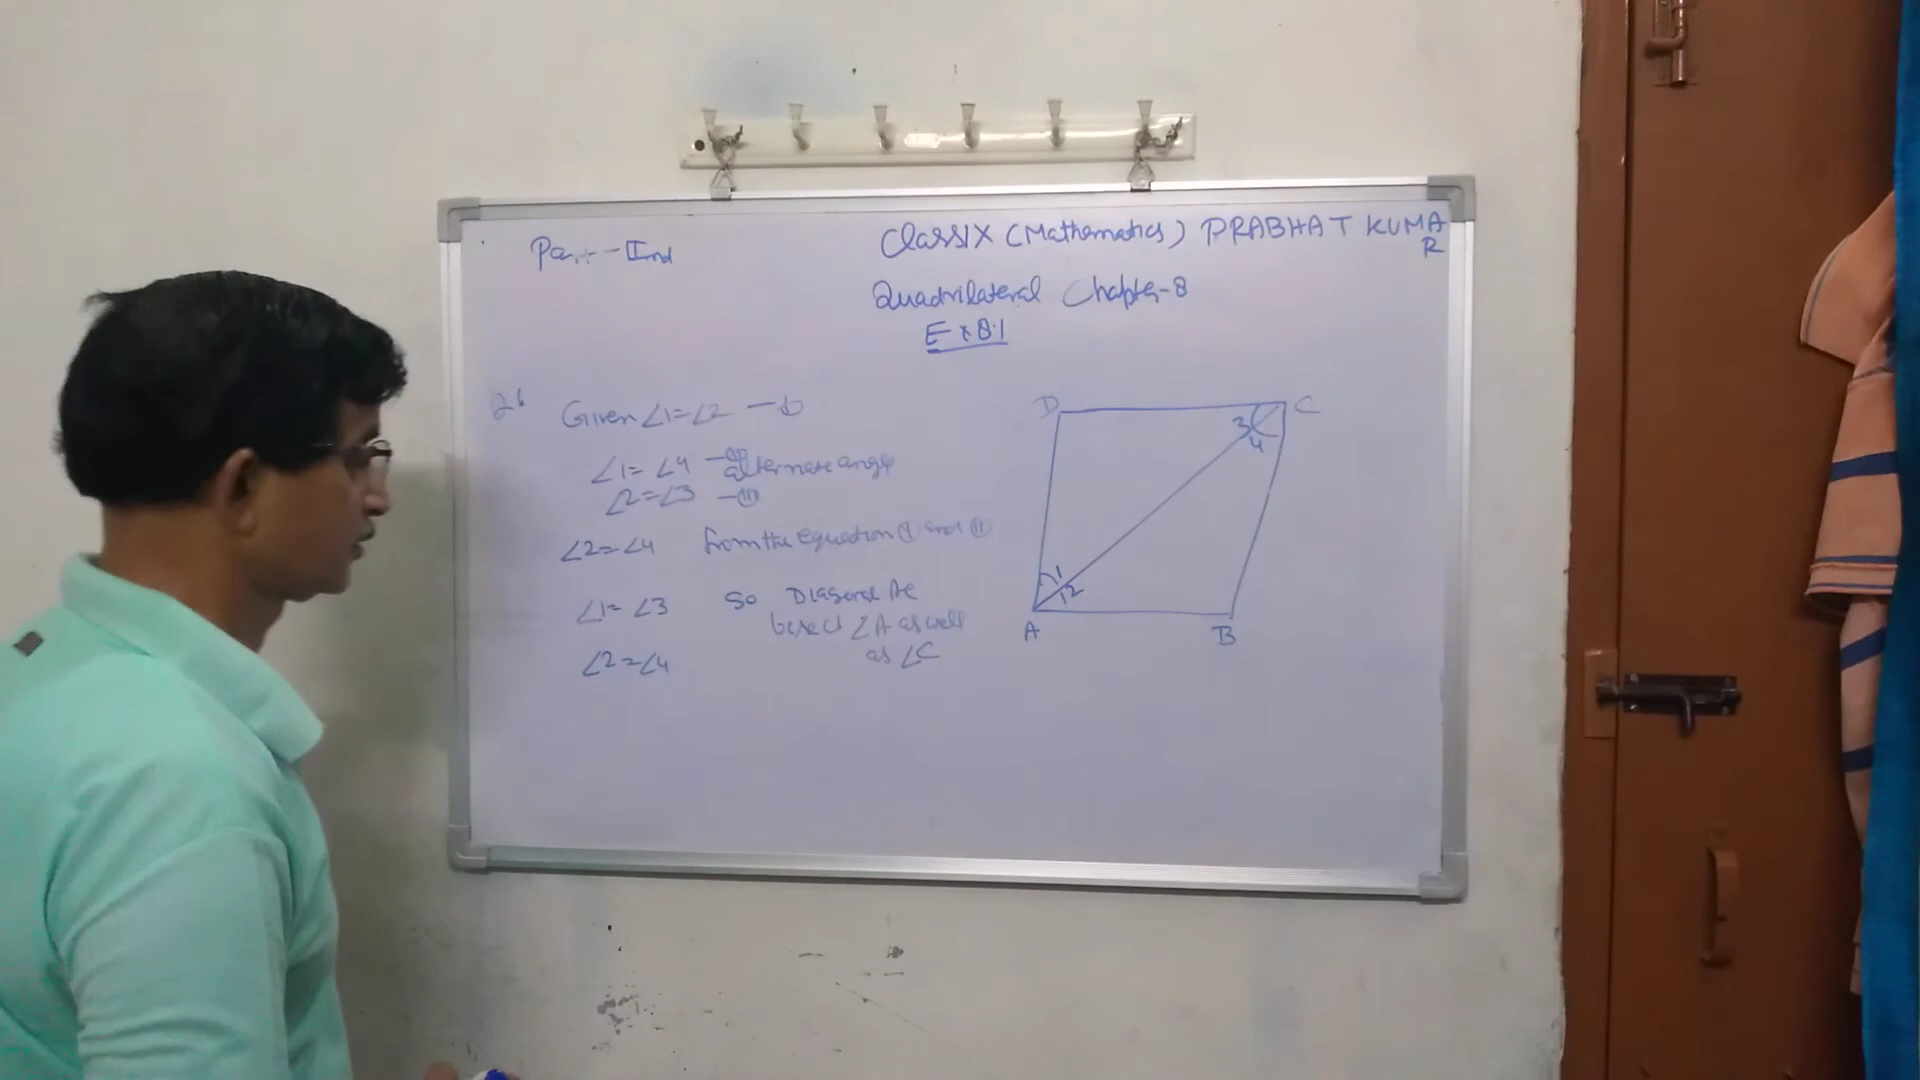 Part-IInd
Class IX (Mathematics) PRABHAT KUMAR
Quadrilateral Chapter-8
Ex 8.1
Given ∠1=∠2
∠1=∠4 -(ii) alternate angle
∠2=∠3 -(iii)
∠2=∠4 from the equation (i) and (ii)
∠1=∠3 So Diagonal AC
∠A as well
as ∠C
∠2=∠4
D C
3
4
1
2
A B